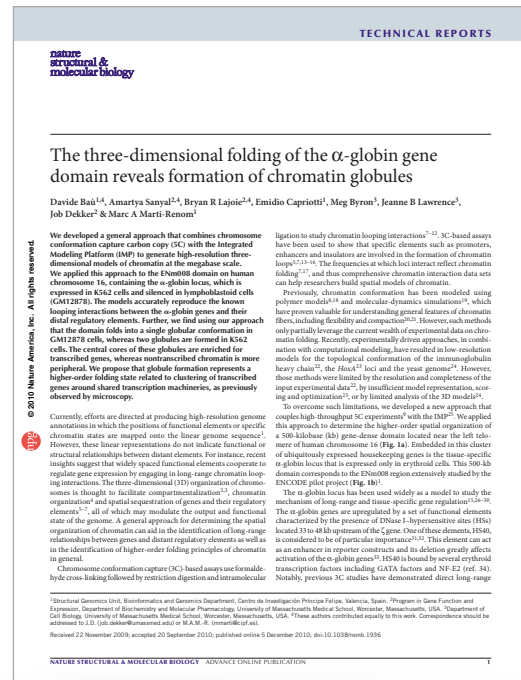 TECHNICAL REPORTS
nature
structural &
molecular biology
The three-dimensional folding of the α-globin gene
domain reveals formation of chromatin globules
Davide Baù1,4, Amartya Sanyal2,4, Bryan R Lajoie2,4, Emidio Capriotti1, Meg Byron3, Jeanne B Lawrence3,
Job Dekker2 & Marc A Marti-Renom1
We developed a general approach that combines chromosome
conformation capture carbon copy (5C) with the Integrated
Modeling Platform (IMP) to generate high-resolution three-
dimensional models of chromatin at the megabase scale.
We applied this approach to the ENm008 domain on human
chromosome 16, containing the α-globin locus, which is
expressed in K562 cells and silenced in lymphoblastoid cells
(GM12878). The models accurately reproduce the known
looping interactions between the α-globin genes and their
distal regulatory elements. Further, we find using our approach
that the domain folds into a single globular conformation in
GM12878 cells, whereas two globules are formed in K562
cells. The central cores of these globules are enriched for
transcribed genes, whereas nontranscribed chromatin is more
peripheral. We propose that globule formation represents a
higher-order folding state related to clustering of transcribed
genes around shared transcription machineries, as previously
observed by microscopy.
Currently, efforts are directed at producing high-resolution genome
annotations in which the positions of functional elements or specific
chromatin states are mapped onto the linear genome sequence1.
However, these linear representations do not indicate functional or
structural relationships between distant elements. For instance, recent
insights suggest that widely spaced functional elements cooperate to
regulate gene expression by engaging in long-range chromatin loop-
ing interactions. The three-dimensional (3D) organization of chromo-
somes is thought to facilitate compartmentalization2,3, chromatin
organization4 and spatial sequestration of genes and their regulatory
elements5–7, all of which may modulate the output and functional
state of the genome. A general approach for determining the spatial
organization of chromatin can aid in the identification of long-range
relationships between genes and distant regulatory elements as well as
in the identification of higher-order folding principles of chromatin
in general.
Chromosome conformation capture (3C)-based assays use formalde-
hyde cross-linking followed by restriction digestion and intramolecular
ligation to study chromatin looping interactions7–12. 3C-based assays
have been used to show that specific elements such as promoters,
enhancers and insulators are involved in the formation of chromatin
loops5,7,13–16. The frequencies at which loci interact reflect chromatin
folding7,17, and thus comprehensive chromatin interaction data sets
can help researchers build spatial models of chromatin.
Previously, chromatin conformation has been modeled using
polymer models8,18 and molecular-dynamics simulations19, which
have proven valuable for understanding general features of chromatin
fibers, including flexibility and compaction20,21. However, such methods
only partially leverage the current wealth of experimental data on chro-
matin folding. Recently, experimentally driven approaches, in combin-
ation with computational modeling, have resulted in low-resolution
models for the topological conformation of the immunoglobulin
heavy chain22, the HoxA23 loci and the yeast genome24. However,
those methods were limited by the resolution and completeness of the
input experimental data22, by insufficient model representation, scor-
ing and optimization23, or by limited analysis of the 3D models24.
To overcome such limitations, we developed a new approach that
couples high-throughput 5C experiments9 with the IMP25. We applied
this approach to determine the higher-order spatial organization of
a 500-kilobase (kb) gene-dense domain located near the left telo-
mere of human chromosome 16 (Fig. 1a). Embedded in this cluster
of ubiquitously expressed housekeeping genes is the tissue-specific
α-globin locus that is expressed only in erythroid cells. This 500-kb
domain corresponds to the ENm008 region extensively studied by the
ENCODE pilot project (Fig. 1b)1.
The α-globin locus has been used widely as a model to study the
mechanism of long-range and tissue-specific gene regulation15,26–30.
The α-globin genes are upregulated by a set of functional elements
characterized by the presence of DNase I–hypersensitive sites (HSs)
located 33 to 48 kb upstream of the ζ gene. One of these elements, HS40,
is considered to be of particular importance31,32. This element can act
as an enhancer in reporter constructs and its deletion greatly affects
activation of the α-globin genes33. HS40 is bound by several erythroid
transcription factors including GATA factors and NF-E2 (ref. 34).
Notably, previous 3C studies have demonstrated direct long-range
1Structural Genomics Unit, Bioinformatics and Genomics Department, Centro de Investigación Príncipe Felipe, Valencia, Spain. 2Program in Gene Function and
Expression, Department of Biochemistry and Molecular Pharmacology, University of Massachusetts Medical School, Worcester, Massachusetts, USA. 3Department of
Cell Biology, University of Massachusetts Medical School, Worcester, Massachusetts, USA. 4These authors contributed equally to this work. Correspondence should be
addressed to J.D. (job.dekker@umassmed.edu) or M.A.M.-R. (mmarti@cipf.es).
Received 22 November 2009; accepted 20 September 2010; published online 5 December 2010; doi:10.1038/nsmb.1936
NATURE STRUCTURAL & MOLECULAR BIOLOGY ADVANCE ONLINE PUBLICATION 1
© 2010 Nature America, Inc. All rights reserved.
npg